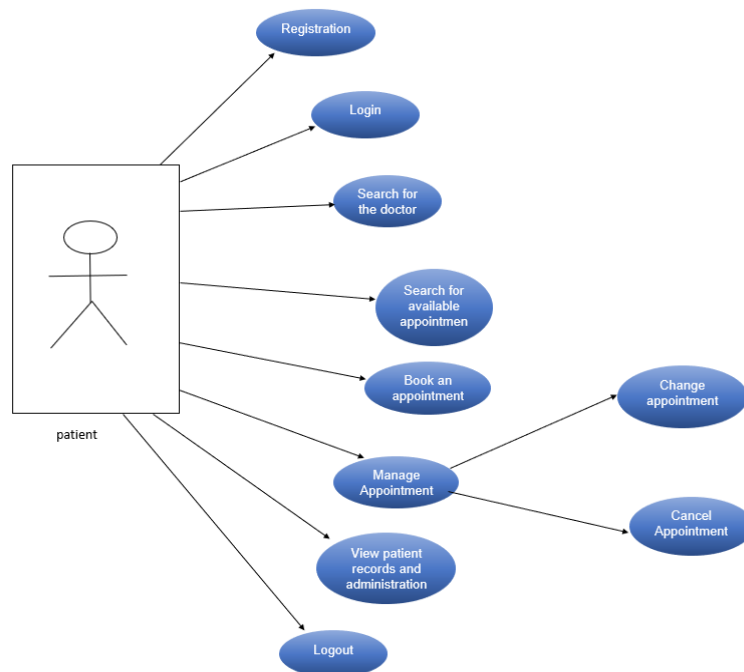 Registration
Login
Search for
the doctor
Search for
available
appointmen
Book an
appointment
Change
appointment
patient
Manage
Appointment
Cancel
Appointment
View patient
records and
administration
Logout